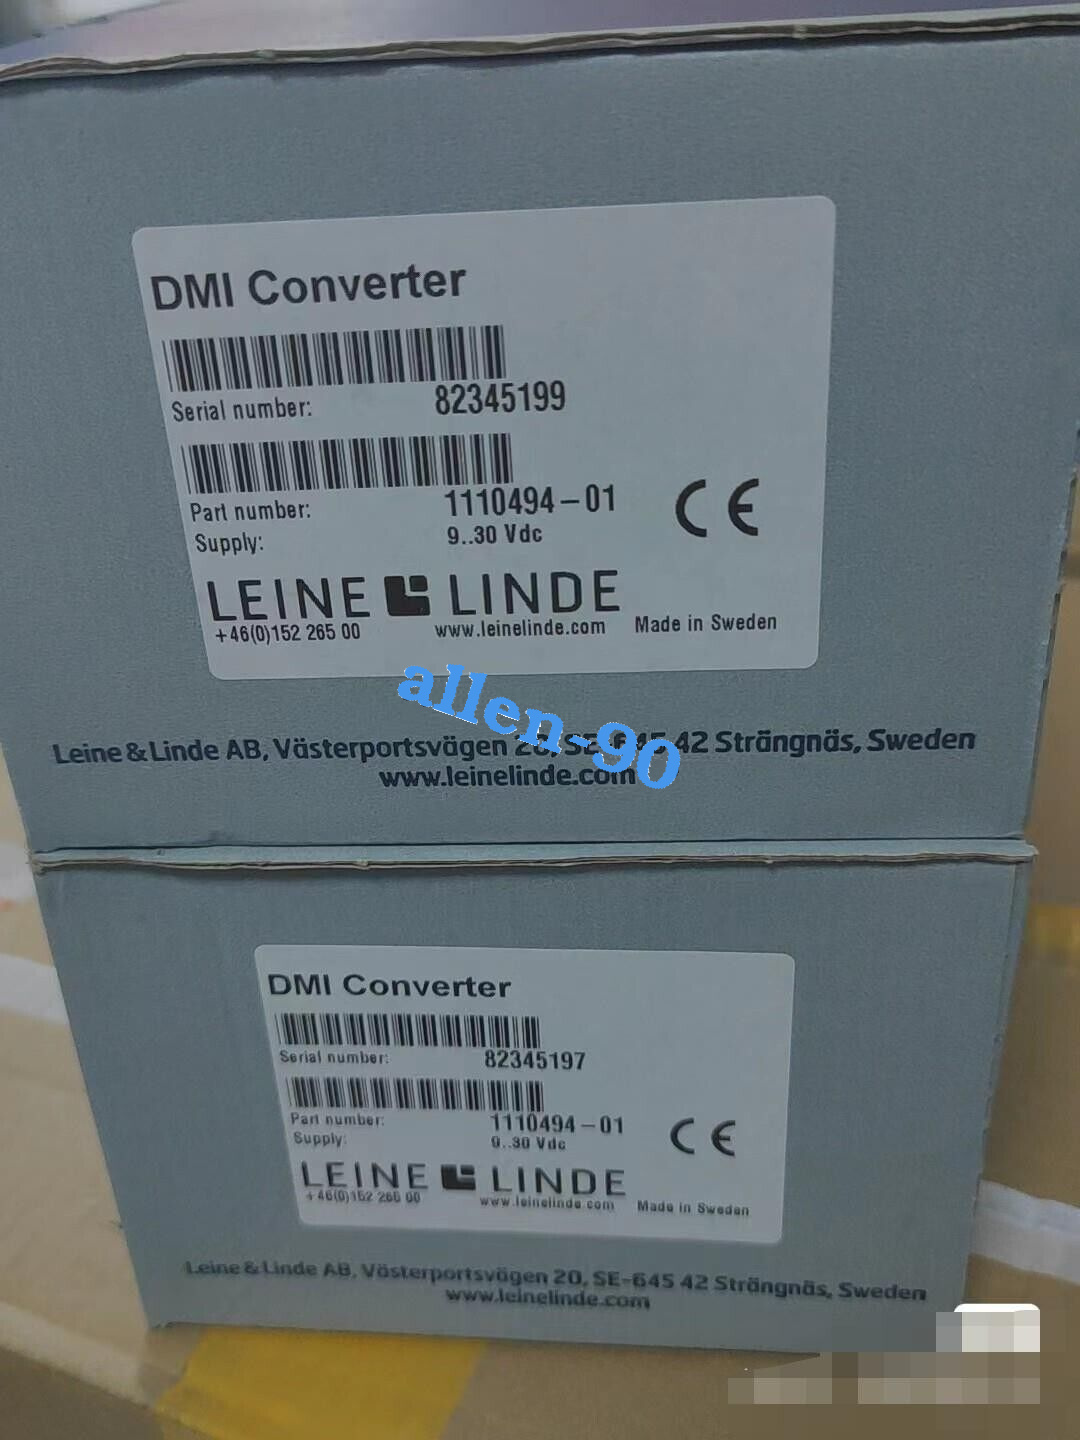 DMI Converter
Serial number: 82345199
Part number: 1110494-01
Supply: 9..30 Vdc
CE
LEINE LINDE
+46(0)152 265 00 www.leinelinde.com Made in Sweden
allen-90
Leine & Linde AB, Västerportsvägen 20, SE-645 42 Strängnäs, Sweden
www.leinelinde.com
DMI Converter
Serial number: 82345197
Part number: 1110494-01
Supply: 9..30 Vdc
CE
LEINE LINDE
+46(0)152 265 00 www.leinelinde.com Made in Sweden
Leine & Linde AB, Västerportsvägen 20, SE-645 42 Strängnäs, Sweden
www.leinelinde.com